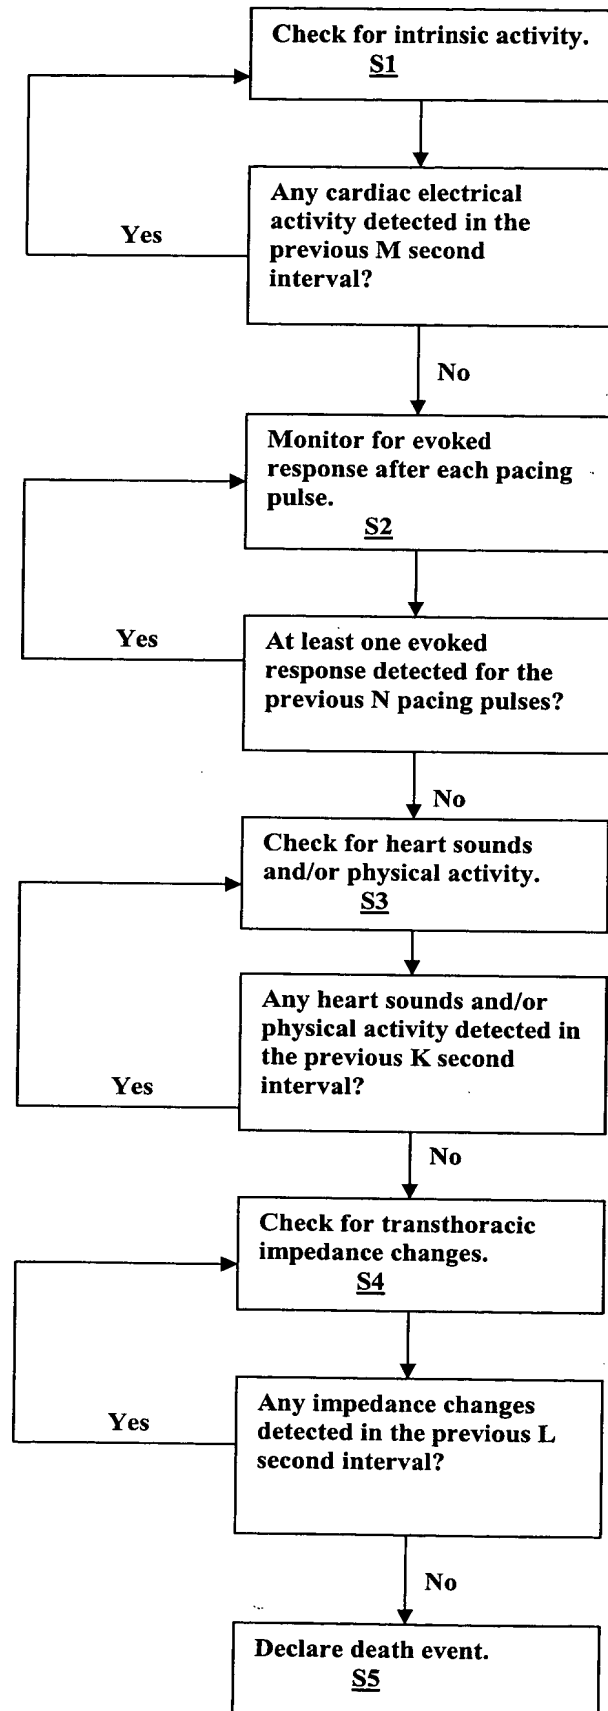 Check for intrinsic activity.
S1
Any cardiac electrical
activity detected in the
previous M second
interval?
Yes
No
Monitor for evoked
response after each pacing
pulse.
S2
At least one evoked
response detected for the
previous N pacing pulses?
Yes
No
Check for heart sounds
and/or physical activity.
S3
Any heart sounds and/or
physical activity detected in
the previous K second
interval?
Yes
No
Check for transthoracic
impedance changes.
S4
Any impedance changes
detected in the previous L
second interval?
Yes
No
Declare death event.
S5